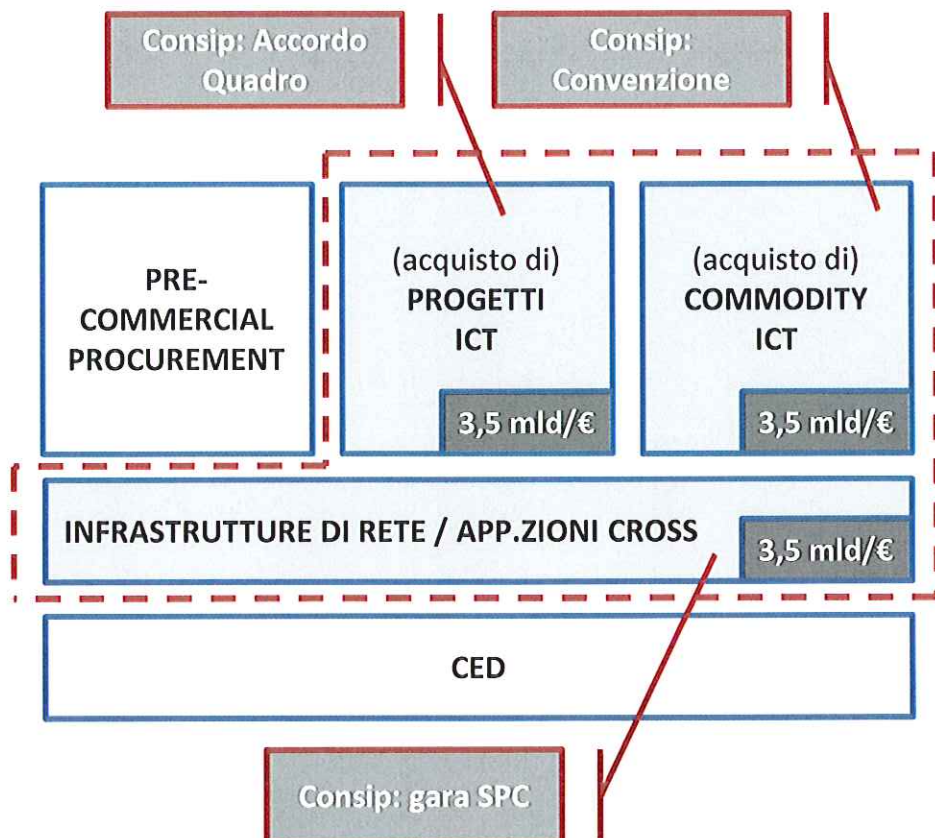 Consip: Accordo
Quadro
Consip:
Convenzione
PRE-
COMMERCIAL
PROCUREMENT
(acquisto di)
PROGETTI
ICT
3,5 mld/€
(acquisto di)
COMMODITY
ICT
3,5 mld/€
INFRASTRUTTURE DI RETE / APP.ZIONI CROSS
3,5 mld/€
CED
Consip: gara SPC